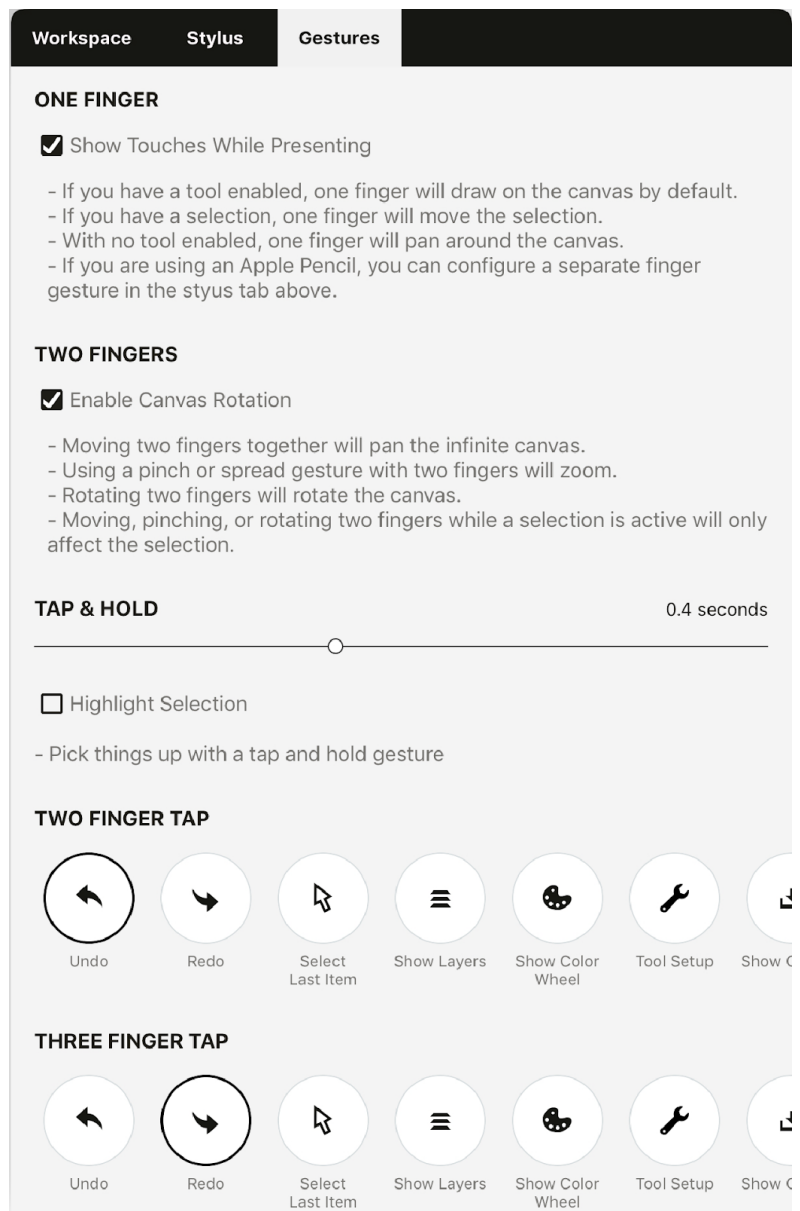 Workspace Stylus Gestures
ONE FINGER
Show Touches While Presenting
- If you have a tool enabled, one finger will draw on the canvas by default.
- If you have a selection, one finger will move the selection.
- With no tool enabled, one finger will pan around the canvas.
- If you are using an Apple Pencil, you can configure a separate finger
gesture in the styus tab above.
TWO FINGERS
Enable Canvas Rotation
- Moving two fingers together will pan the infinite canvas.
- Using a pinch or spread gesture with two fingers will zoom.
- Rotating two fingers will rotate the canvas.
- Moving, pinching, or rotating two fingers while a selection is active will only
affect the selection.
TAP & HOLD 0.4 seconds
Highlight Selection
- Pick things up with a tap and hold gesture
TWO FINGER TAP
Undo Redo Select Show Layers Show Color Tool Setup Show
Last Item Wheel
THREE FINGER TAP
Undo Redo Select Show Layers Show Color Tool Setup Show
Last Item Wheel